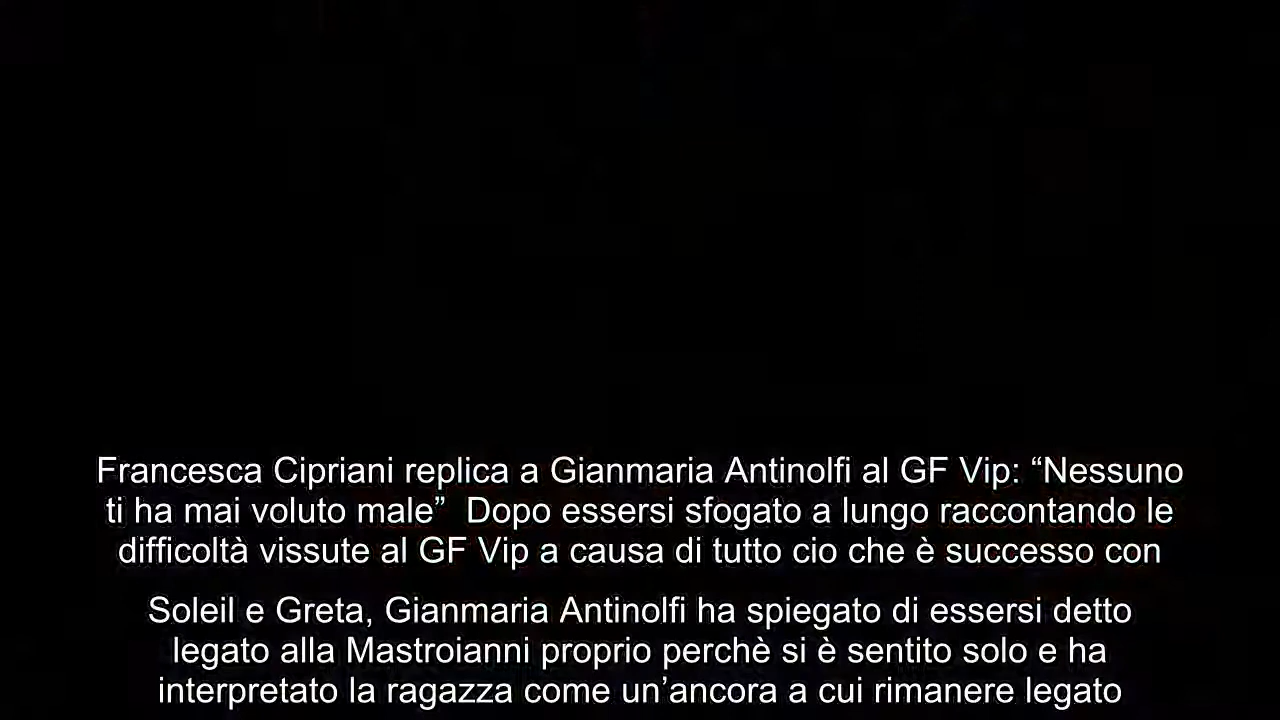 Francesca Cipriani replica a Gianmaria Antinolfi al GF Vip: “Nessuno
ti ha mai voluto male”  Dopo essersi sfogato a lungo raccontando le
difficoltà vissute al GF Vip a causa di tutto cio che è successo con
Soleil e Greta, Gianmaria Antinolfi ha spiegato di essersi detto
legato alla Mastroianni proprio perchè si è sentito solo e ha
interpretato la ragazza come un’ancora a cui rimanere legato